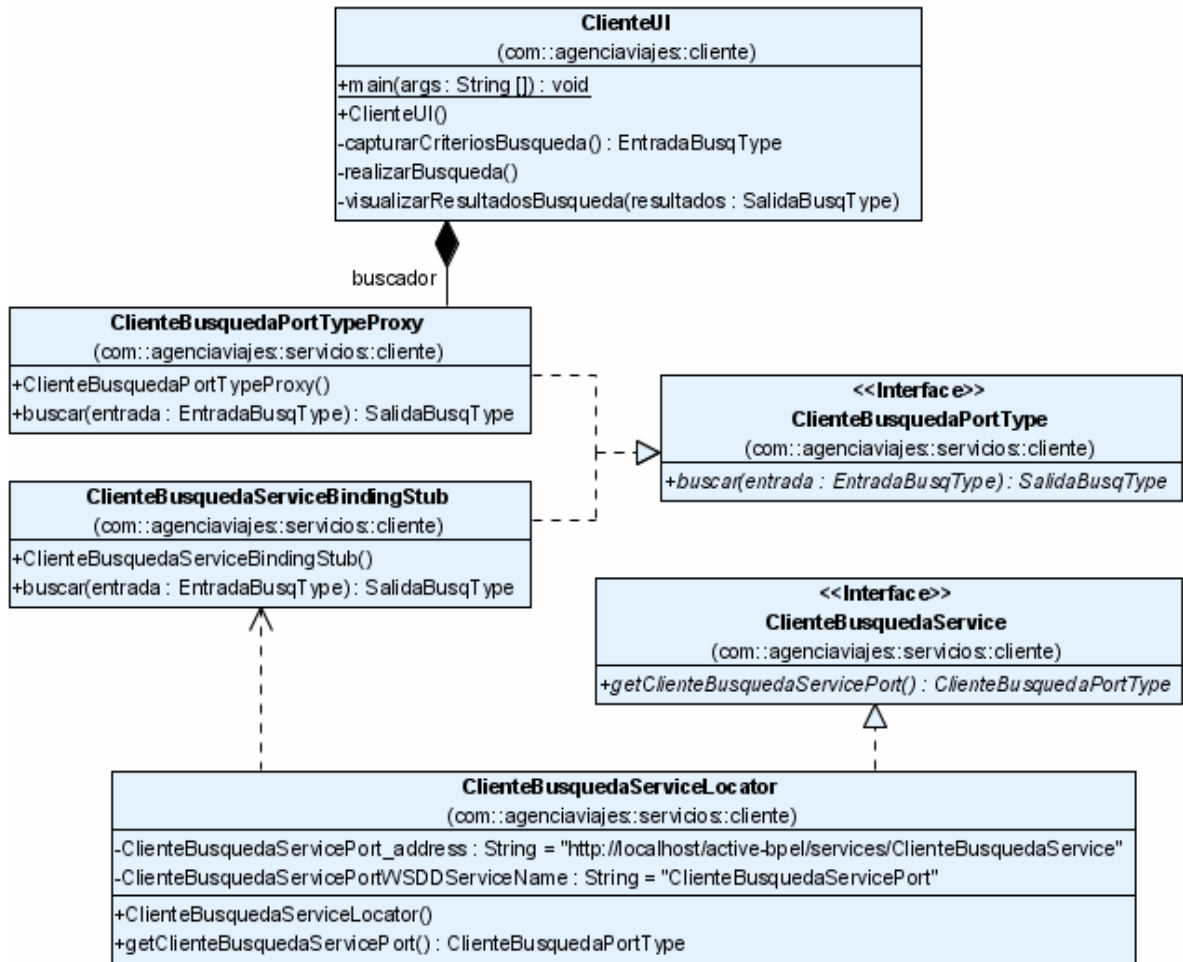 ClienteUI
(com::agenciaviajes::cliente)
+main(args : String []) : void
+ClienteUI()
-capturarCriteriosBusqueda() : EntradaBusqType
-realizarBusqueda()
-visualizarResultadosBusqueda(resultados : SalidaBusqType)
buscador
ClienteBusquedaPortTypeProxy
(com::agenciaviajes::servicios::cliente)
+ClienteBusquedaPortTypeProxy()
+buscar(entrada : EntradaBusqType) : SalidaBusqType
<<Interface>>
ClienteBusquedaPortType
(com::agenciaviajes::servicios::cliente)
+buscar(entrada : EntradaBusqType) : SalidaBusqType
ClienteBusquedaServiceBindingStub
(com::agenciaviajes::servicios::cliente)
+ClienteBusquedaServiceBindingStub()
+buscar(entrada : EntradaBusqType) : SalidaBusqType
<<Interface>>
ClienteBusquedaService
(com::agenciaviajes::servicios::cliente)
+getClienteBusquedaServicePort() : ClienteBusquedaPortType
ClienteBusquedaServiceLocator
(com::agenciaviajes::servicios::cliente)
-ClienteBusquedaServicePort_address : String = "http://localhost/active-bpel/services/ClienteBusquedaService"
-ClienteBusquedaServicePortWSDDServiceName : String = "ClienteBusquedaServicePort"
+ClienteBusquedaServiceLocator()
+getClienteBusquedaServicePort() : ClienteBusquedaPortType